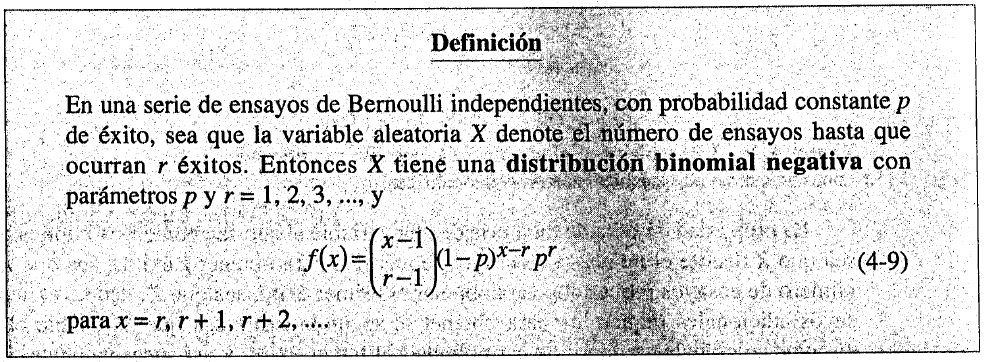 Definición
En una serie de ensayos de Bernoulli independientes, con probabilidad constante p
de éxito, sea que la variable aleatoria X denote el número de ensayos hasta que
ocurran r éxitos. Entonces X tiene una distribución binomial negativa con
parámetros p y r = 1, 2, 3, ..., y
f(x)=\binom{x-1}{r-1}(1-p)^{x-r} p^r (4-9)
para x = r, r + 1, r + 2, ....